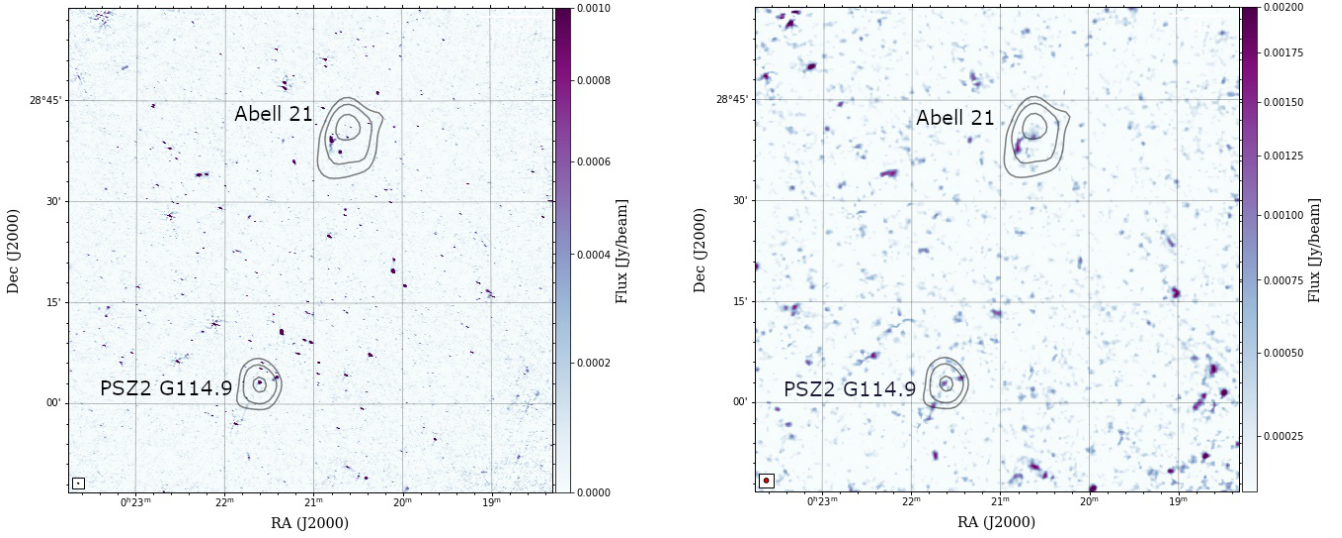 0.0010
0.0008
0.0006
0.0004
0.0002
0.0000
Flux [Jy/beam]
28°45'
30'
15'
00'
Dec (J2000)
Abell 21
PSZ2 G114.9
0ʰ23ᵐ
22ᵐ
21ᵐ
20ᵐ
19ᵐ
RA (J2000)
0.00200
0.00175
0.00150
0.00125
0.00100
0.00075
0.00050
0.00025
Flux [Jy/beam]
28°45'
30'
15'
00'
Dec (J2000)
Abell 21
PSZ2 G114.9
0ʰ23ᵐ
22ᵐ
21ᵐ
20ᵐ
19ᵐ
RA (J2000)